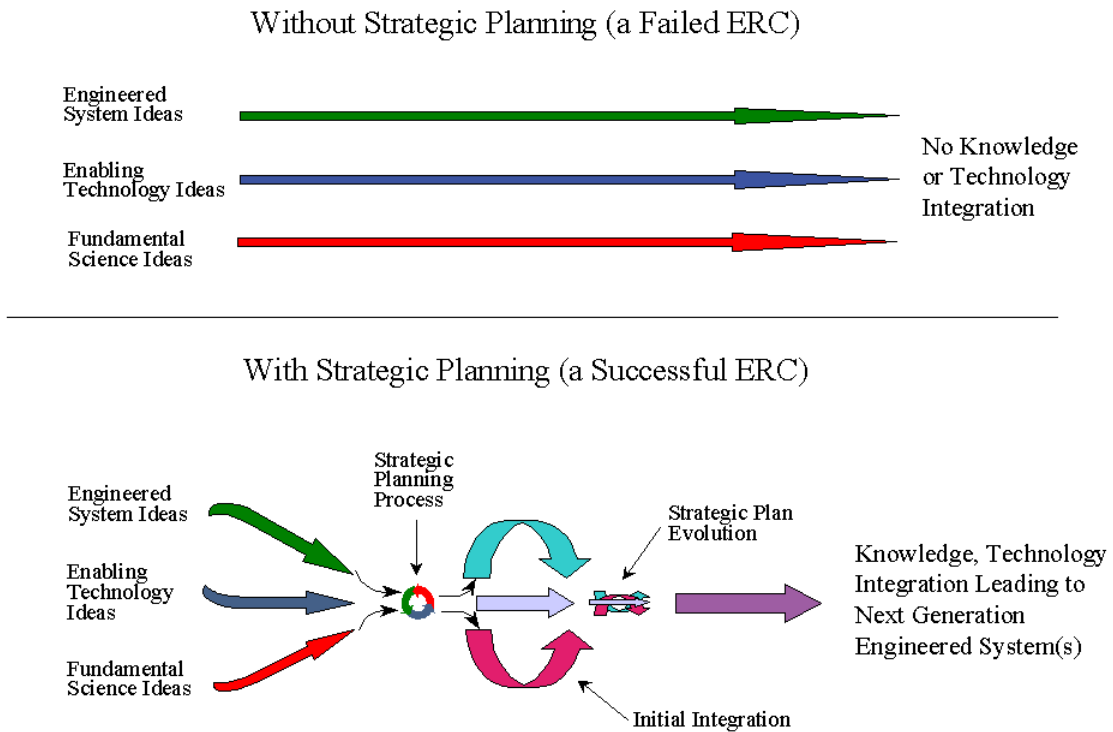 Without Strategic Planning (a Failed ERC)
Engineered
System Ideas
Enabling
Technology Ideas
Fundamental
Science Ideas
No Knowledge
or Technology
Integration
With Strategic Planning (a Successful ERC)
Engineered
System Ideas
Enabling
Technology
Ideas
Fundamental
Science Ideas
Strategic
Planning
Process
Strategic Plan
Evolution
Initial Integration
Knowledge, Technology
Integration Leading to
Next Generation
Engineered System(s)